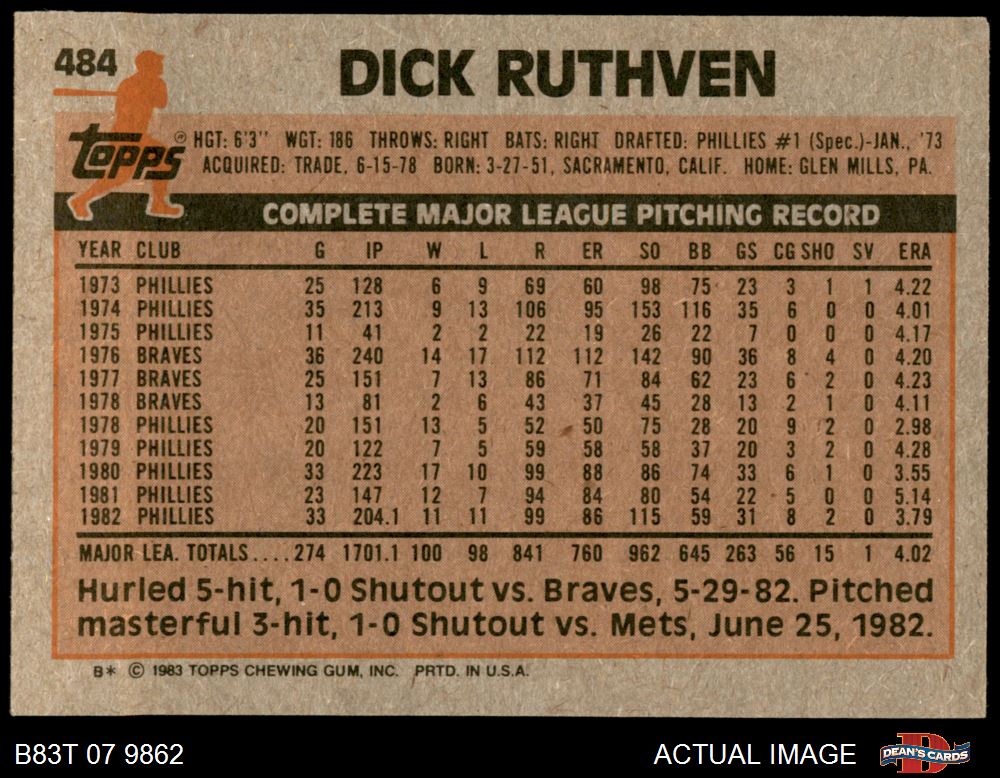 484
DICK RUTHVEN
Topps®
HGT: 6'3" WGT: 186 THROWS: RIGHT BATS: RIGHT DRAFTED: PHILLIES #1 (Spec.)-JAN., '73
ACQUIRED: TRADE, 6-15-78 BORN: 3-27-51, SACRAMENTO, CALIF. HOME: GLEN MILLS, PA.
COMPLETE MAJOR LEAGUE PITCHING RECORD
YEAR CLUB G IP W L R ER SO BB GS CG SHO SV ERA
1973 PHILLIES 25 128 6 9 69 60 98 75 23 3 1 1 4.22
1974 PHILLIES 35 213 9 13 106 95 153 116 35 6 0 0 4.01
1975 PHILLIES 11 41 2 2 22 19 26 22 7 0 0 0 4.17
1976 BRAVES 36 240 14 17 112 112 142 90 36 8 4 0 4.20
1977 BRAVES 25 151 7 13 86 71 84 62 23 6 2 0 4.23
1978 BRAVES 13 81 2 6 43 37 45 28 13 2 1 0 4.11
1978 PHILLIES 20 151 13 5 52 50 75 28 20 9 2 0 2.98
1979 PHILLIES 20 122 7 5 59 58 58 37 20 3 2 0 4.28
1980 PHILLIES 33 223 17 10 99 88 86 74 33 6 1 0 3.55
1981 PHILLIES 23 147 12 7 94 84 80 54 22 5 0 0 5.14
1982 PHILLIES 33 204.1 11 11 99 86 115 59 31 8 2 0 3.79
MAJOR LEA. TOTALS....274 1701.1 100 98 841 760 962 645 263 56 15 1 4.02
Hurled 5-hit, 1-0 Shutout vs. Braves, 5-29-82. Pitched
masterful 3-hit, 1-0 Shutout vs. Mets, June 25, 1982.
B* © 1983 TOPPS CHEWING GUM, INC. PRTD. IN U.S.A.
B83T 07 9862
ACTUAL IMAGE
D
DEAN'S CARDS